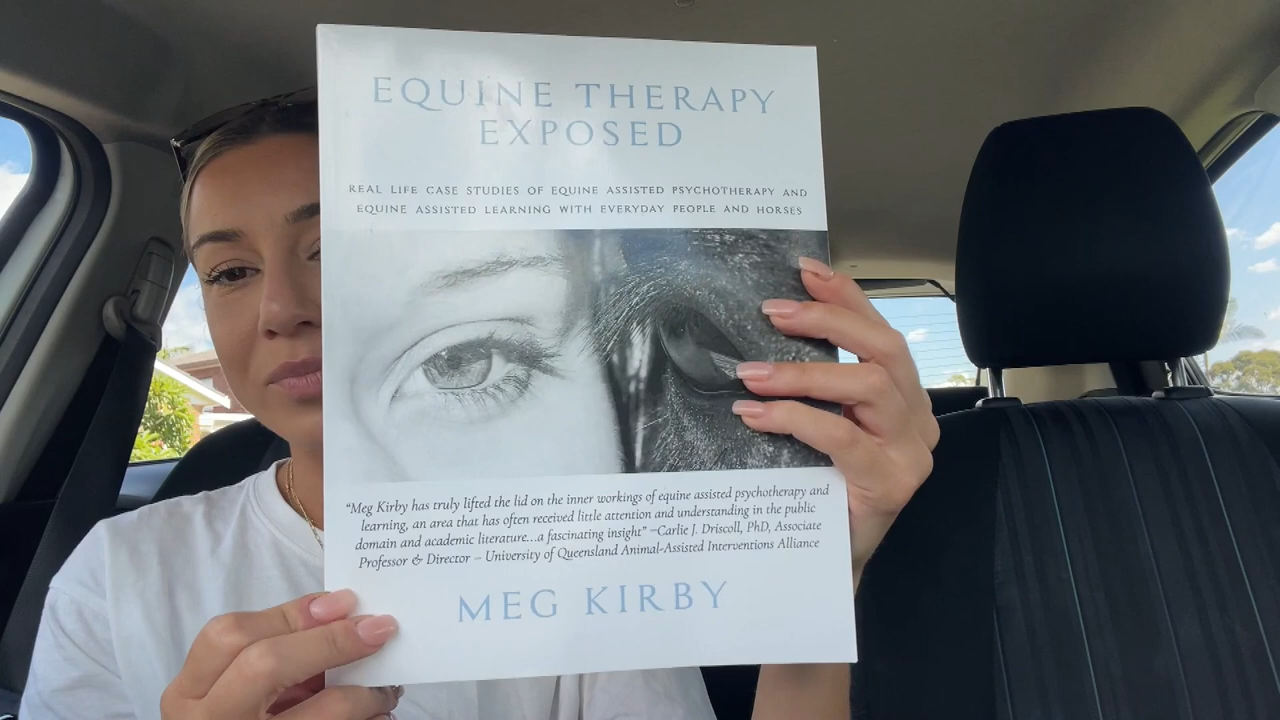 EQUINE THERAPY
EXPOSED
REAL LIFE CASE STUDIES OF EQUINE ASSISTED PSYCHOTHERAPY AND
EQUINE ASSISTED LEARNING WITH EVERYDAY PEOPLE AND HORSES
“Meg Kirby has truly lifted the lid on the inner workings of equine assisted psychotherapy and
learning, an area that has often received little attention and understanding in the public
domain and academic literature...a fascinating insight” –Carlie J. Driscoll, PhD, Associate
Professor & Director – University of Queensland Animal-Assisted Interventions Alliance
MEG KIRBY